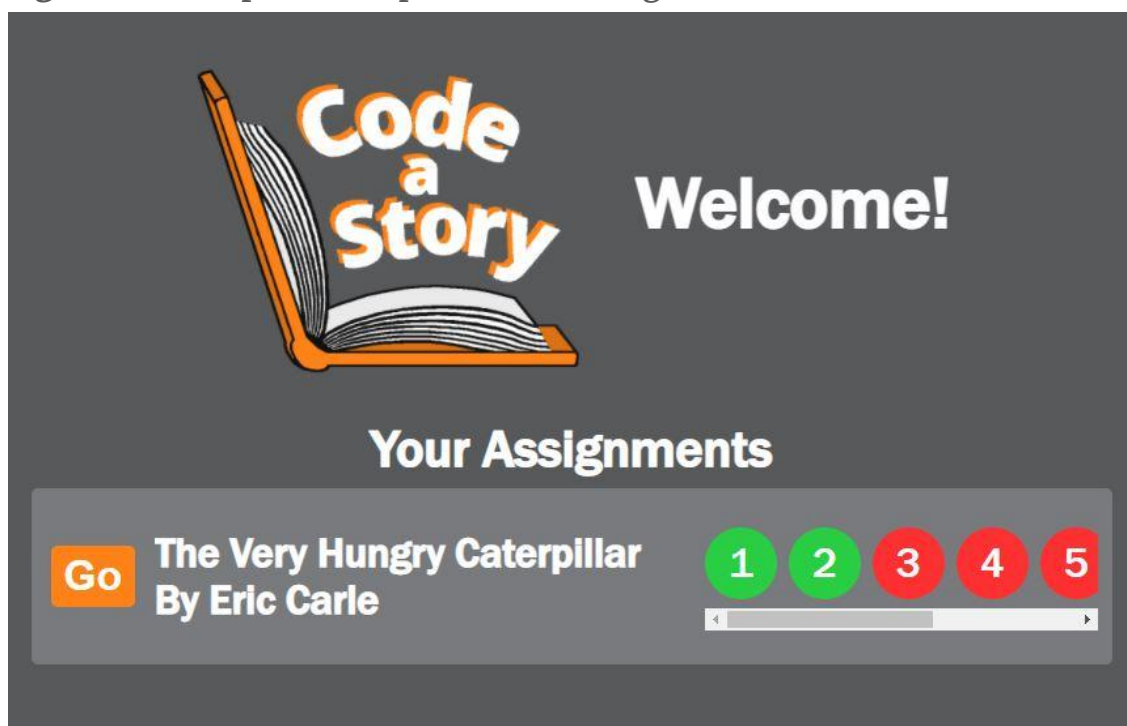 Code
a
Story
Welcome!
Your Assignments
Go
The Very Hungry Caterpillar
By Eric Carle
1 2 3 4 5